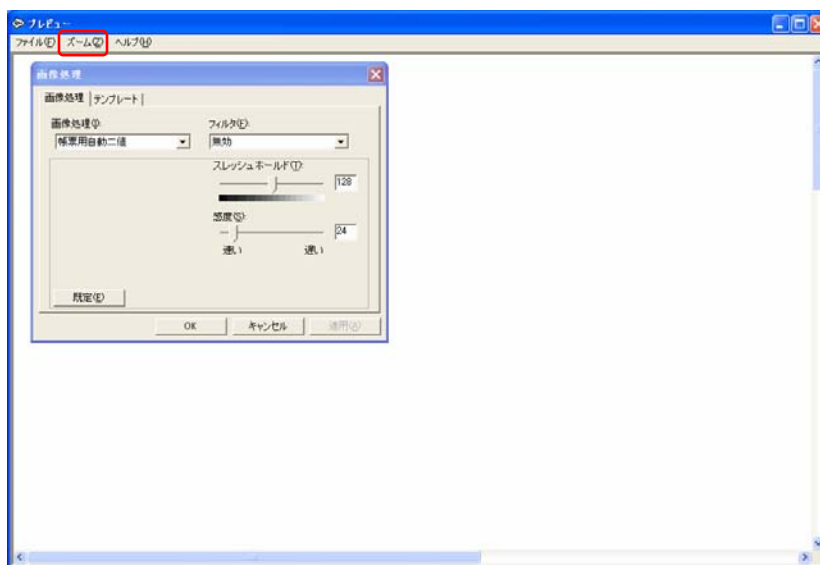 プレビュー
ファイル(F) ズーム(Z) ヘルプ(H)
画像処理
画像処理 テンプレート
画像処理(I): フィルタ(F):
帳票用自動二値 無効
スレッショホールド(T):
128
感度(S):
24
速い 遅い
既定(E)
OK キャンセル 適用(A)